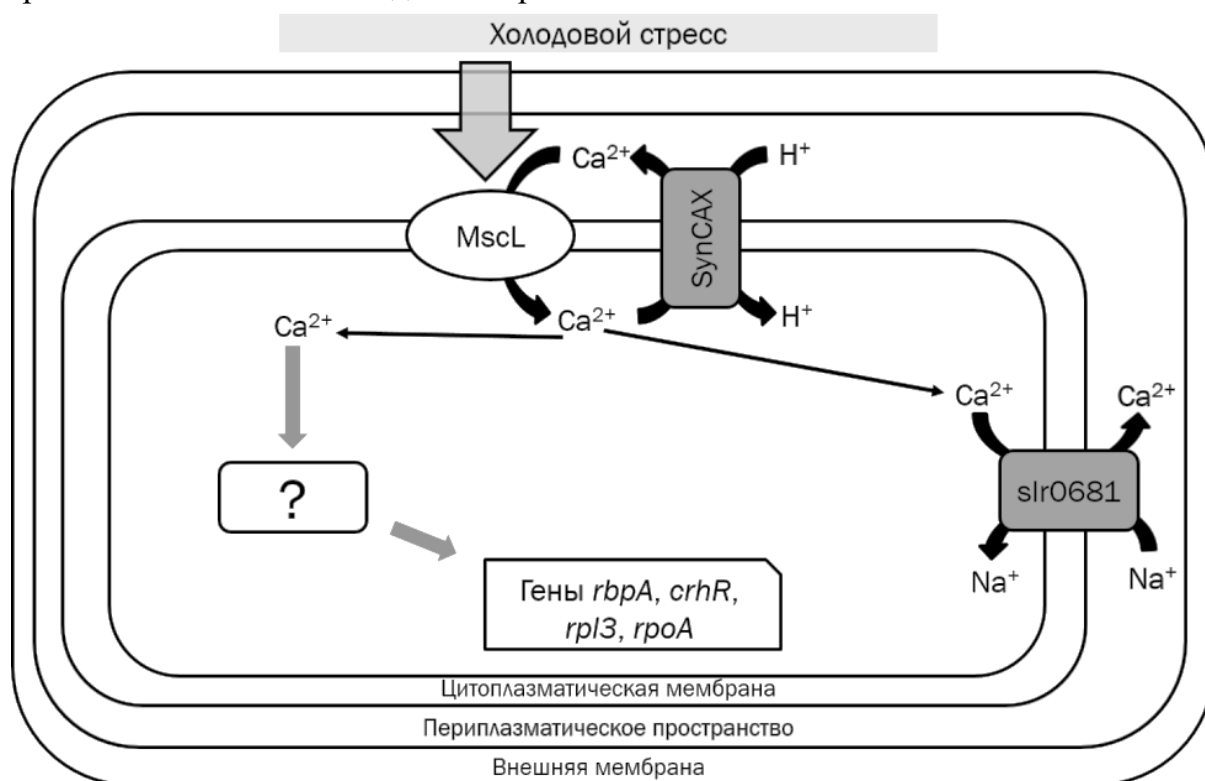 Холодовой стресс
Ca²⁺
H⁺
MscL
SynCAX
Ca²⁺
Ca²⁺
H⁺
Ca²⁺
Ca²⁺
?
slr0681
Na⁺
Na⁺
Гены rbpA, crhR,
rpl3, rpoA
Цитоплазматическая мембрана
Периплазматическое пространство
Внешняя мембрана